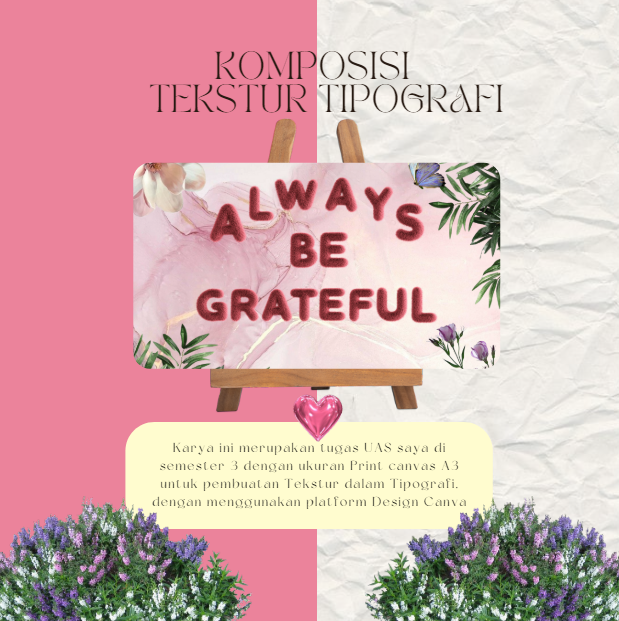 KOMPOSISI
TEKSTUR TIPOGRAFI
ALWAYS
BE
GRATEFUL
Karya ini merupakan tugas UAS saya di
semester 3 dengan ukuran Print canvas A3
untuk pembuatan Tekstur dalam Tipografi,
dengan menggunakan platform Design Canva